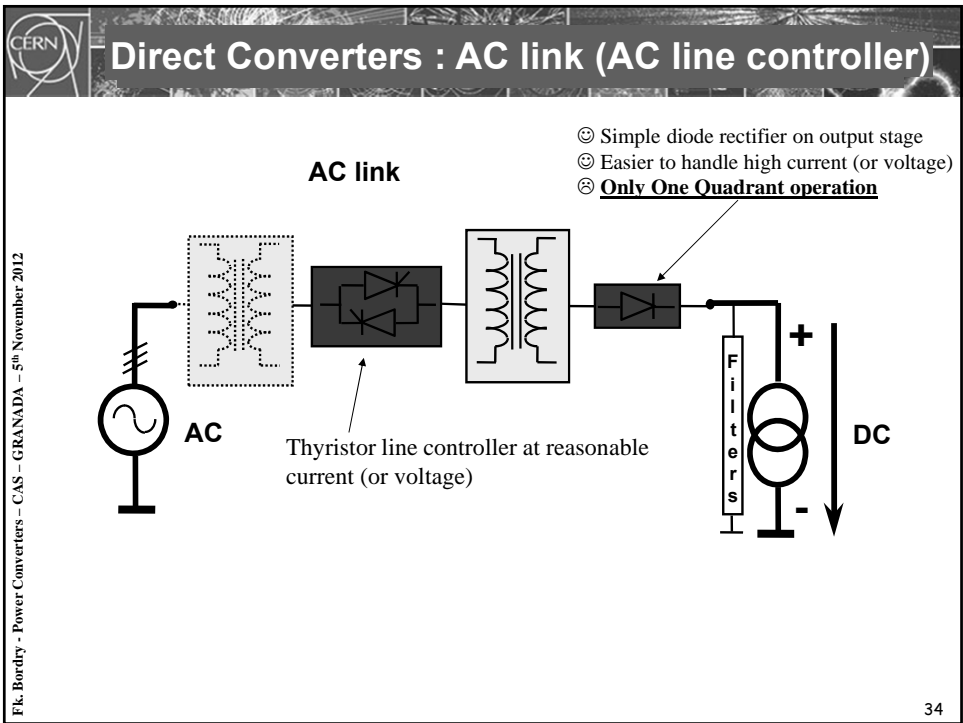 CERN
Direct Converters : AC link (AC line controller)
☺ Simple diode rectifier on output stage
☺ Easier to handle high current (or voltage)
☹ Only One Quadrant operation
AC link
AC
Thyristor line controller at reasonable
current (or voltage)
Filters
+
-
DC
Fk. Bordry - Power Converters – CAS – GRANADA – 5th November 2012
34